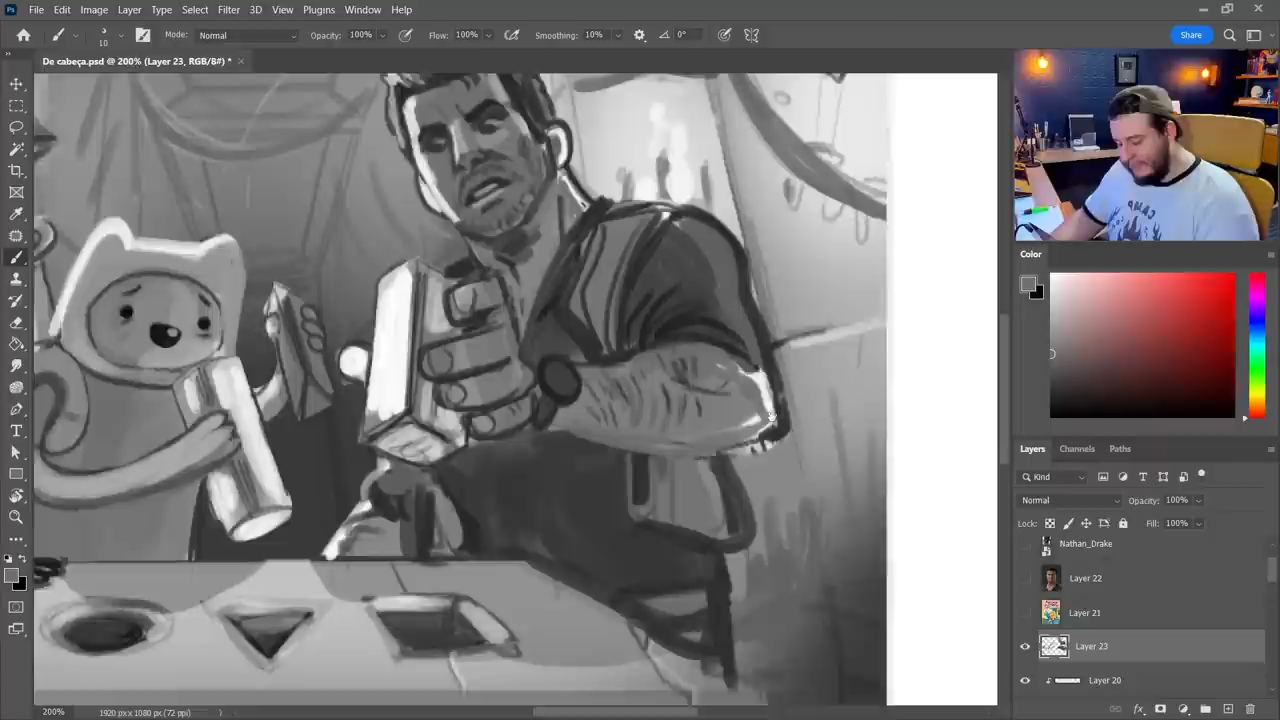 File Edit Image Layer Type Select Filter 3D View Plugins Window Help
10 Mode: Normal Opacity: 100% Flow: 100% Smoothing: 10% 0° Share
De cabeça.psd @ 200% (Layer 23, RGB/8#) *
Color
Layers Channels Paths
Kind
Normal Opacity: 100%
Lock: Fill: 100%
Nathan_Drake
Layer 22
Layer 21
Layer 23
Layer 20
200% 1920 px x 1080 px (72 ppi)